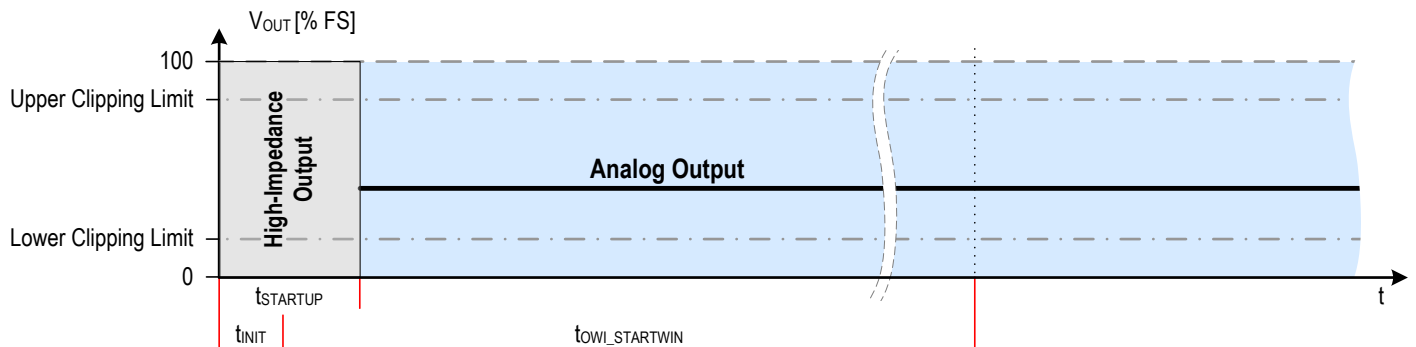 VOUT [% FS]
100
Upper Clipping Limit
High-Impedance
Output
Analog Output
Lower Clipping Limit
0
t
tSTARTUP
tINIT
tOWI_STARTWIN